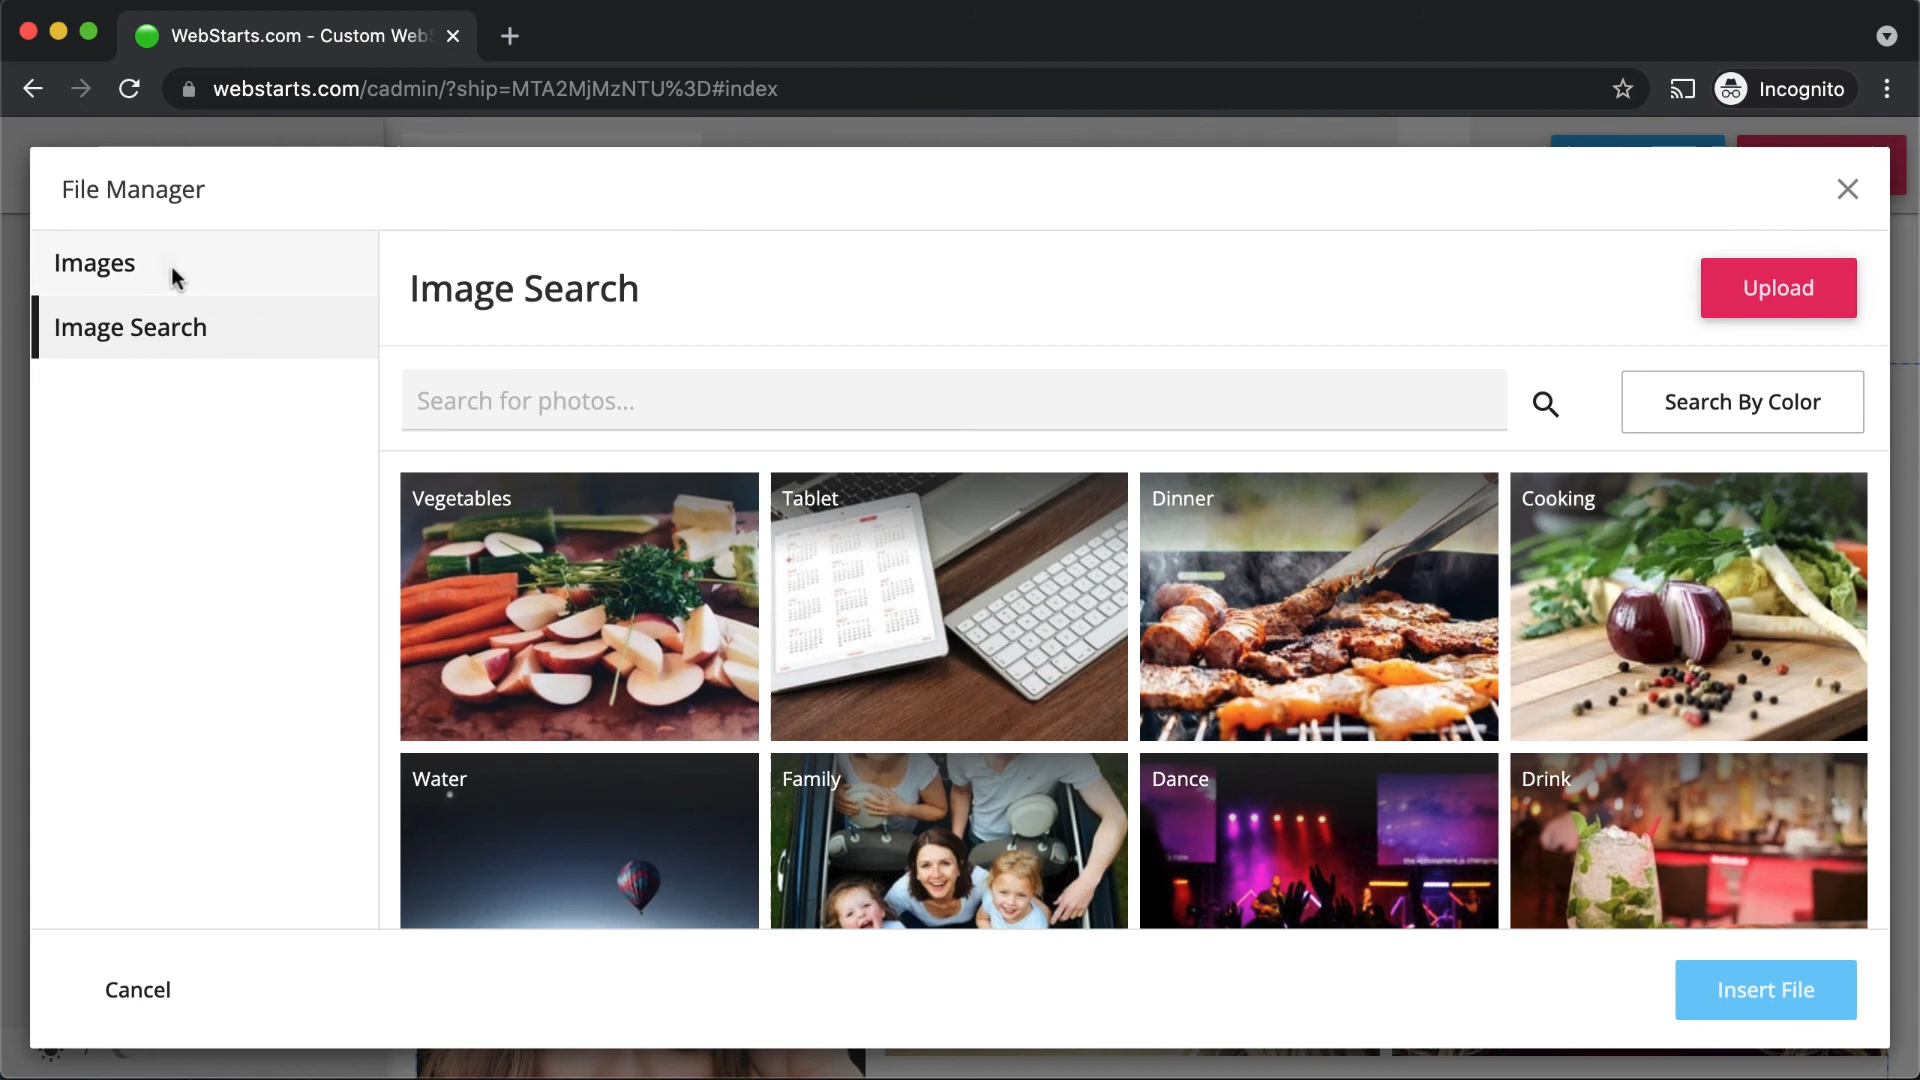 WebStarts.com - Custom Web
webstarts.com/cadmin/?ship=MTA2MjMzNTU%3D#index
Incognito
File Manager
Images
Image Search
Image Search
Upload
Search for photos...
Search By Color
Vegetables
Tablet
Dinner
Cooking
Water
Family
Dance
Drink
Cancel
Insert File